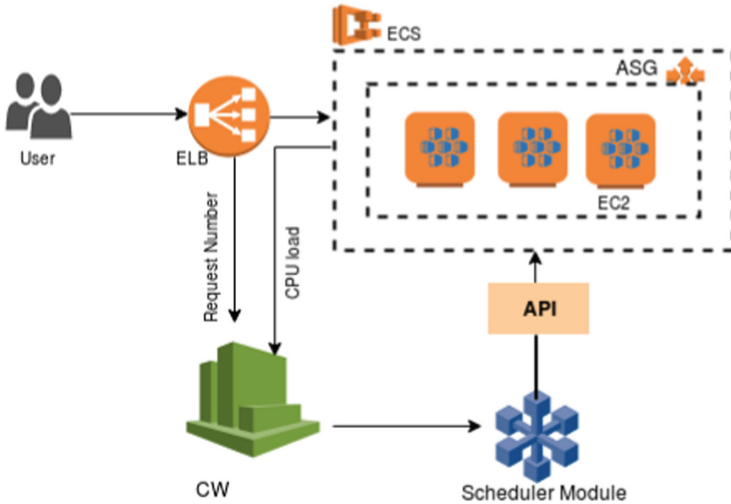 ECS
ASG
User
ELB
EC2
Request Number
CPU load
API
CW
Scheduler Module